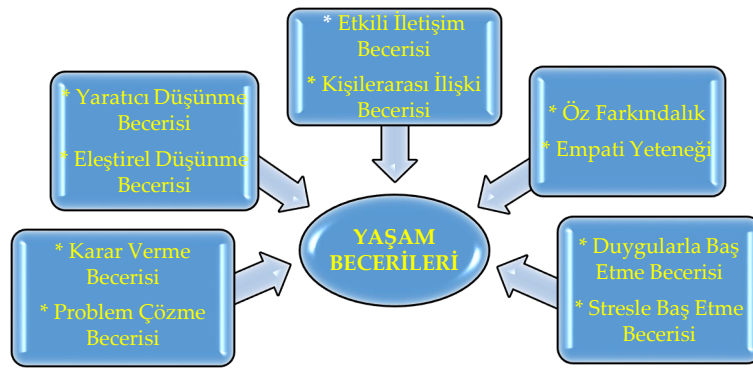 * Etkili İletişim
Becerisi
* Kişilerarası İlişki
Becerisi
* Yaratıcı Düşünme
Becerisi
* Eleştirel Düşünme
Becerisi
* Öz Farkındalık
* Empati Yeteneği
YAŞAM
BECERİLERİ
* Karar Verme
Becerisi
* Problem Çözme
Becerisi
* Duygularla Baş
Etme Becerisi
* Stresle Baş Etme
Becerisi